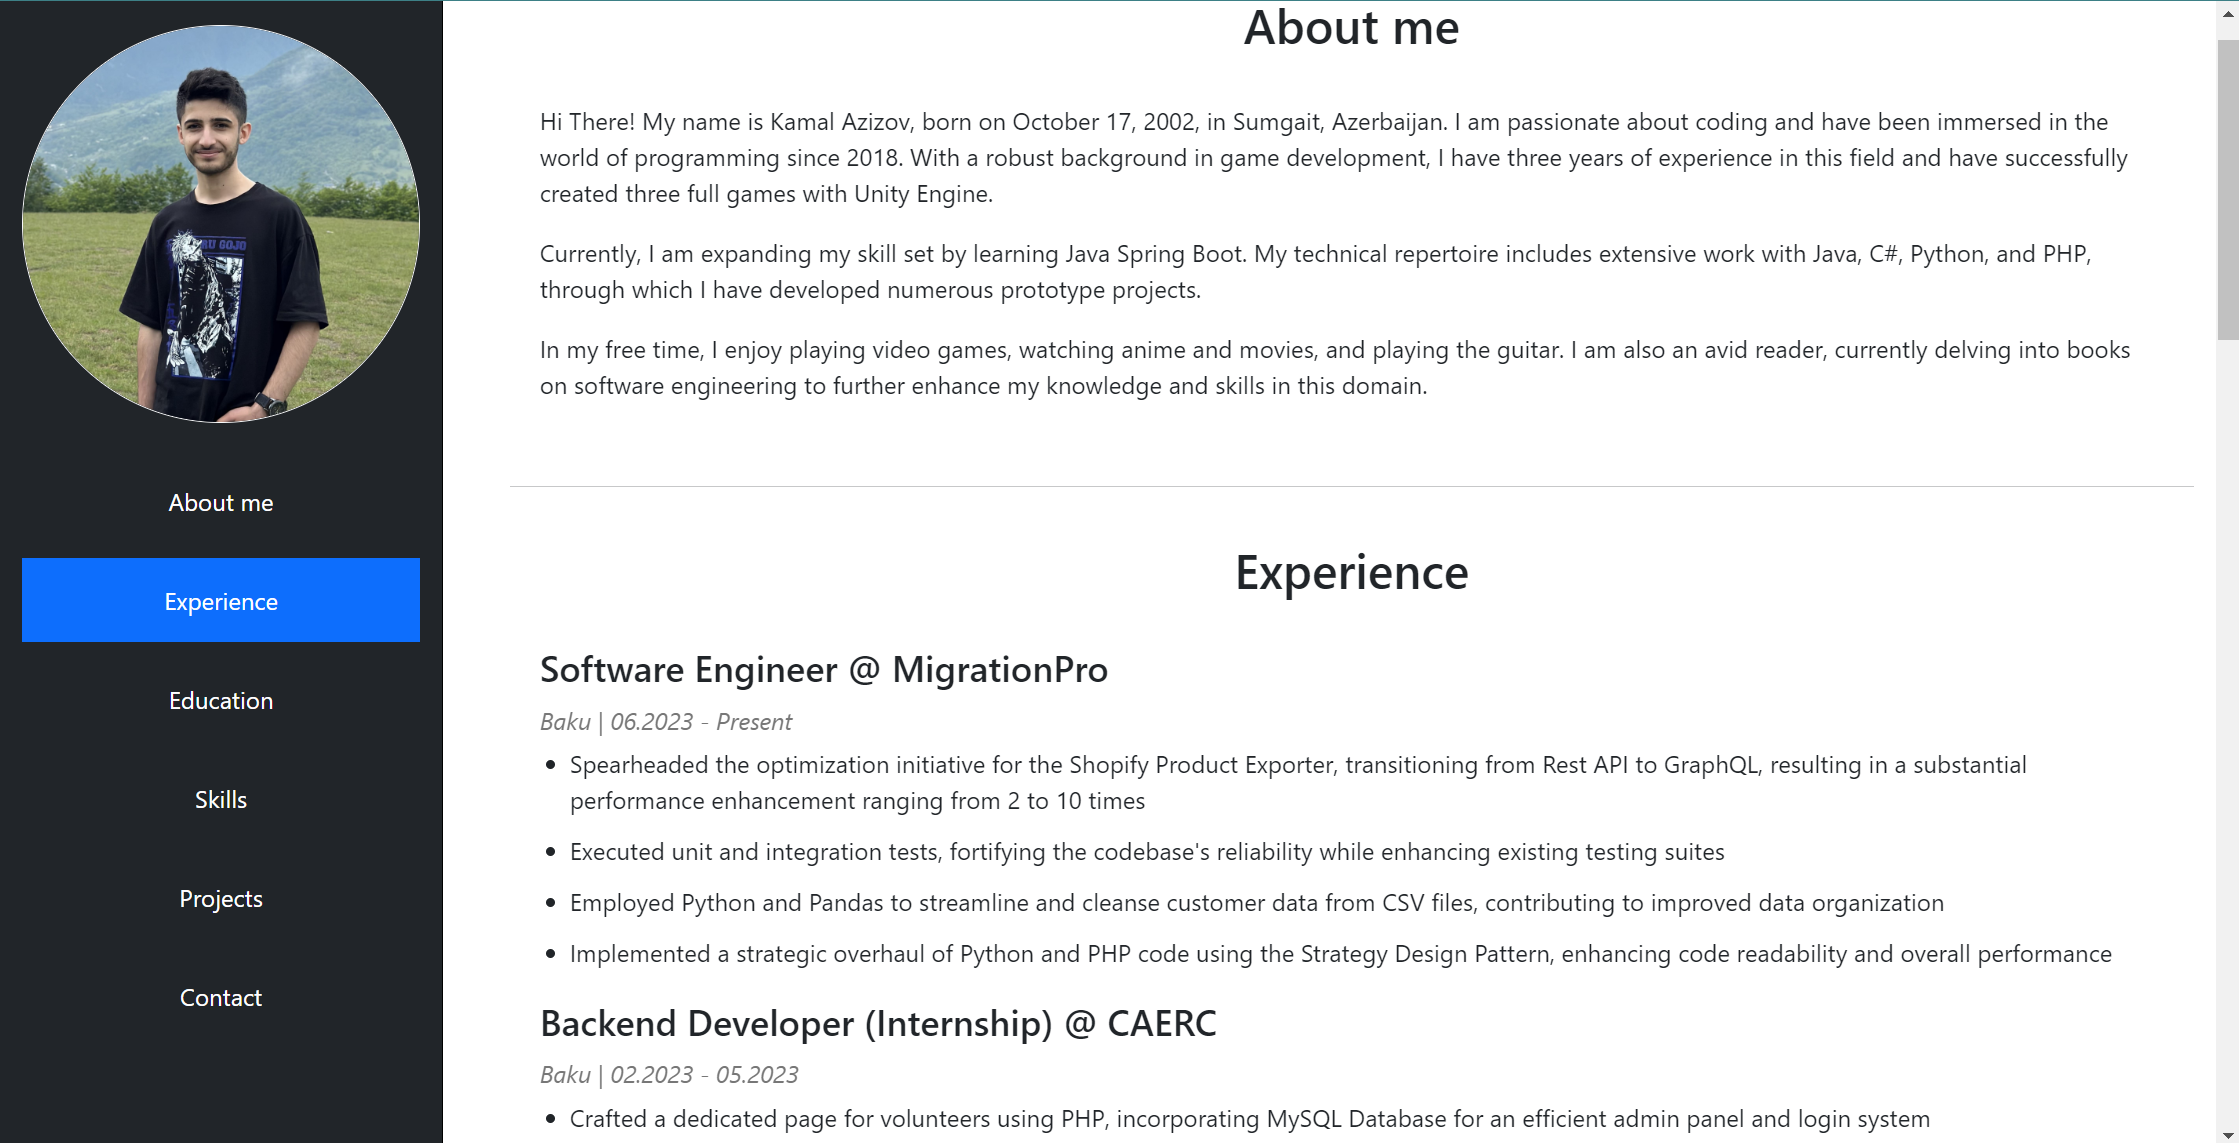 RU GOJO
About me
Experience
Education
Skills
Projects
Contact
About me
Hi There! My name is Kamal Azizov, born on October 17, 2002, in Sumgait, Azerbaijan. I am passionate about coding and have been immersed in the
world of programming since 2018. With a robust background in game development, I have three years of experience in this field and have successfully
created three full games with Unity Engine.
Currently, I am expanding my skill set by learning Java Spring Boot. My technical repertoire includes extensive work with Java, C#, Python, and PHP,
through which I have developed numerous prototype projects.
In my free time, I enjoy playing video games, watching anime and movies, and playing the guitar. I am also an avid reader, currently delving into books
on software engineering to further enhance my knowledge and skills in this domain.
Experience
Software Engineer @ MigrationPro
Baku | 06.2023 - Present
• Spearheaded the optimization initiative for the Shopify Product Exporter, transitioning from Rest API to GraphQL, resulting in a substantial
performance enhancement ranging from 2 to 10 times
• Executed unit and integration tests, fortifying the codebase's reliability while enhancing existing testing suites
• Employed Python and Pandas to streamline and cleanse customer data from CSV files, contributing to improved data organization
• Implemented a strategic overhaul of Python and PHP code using the Strategy Design Pattern, enhancing code readability and overall performance
Backend Developer (Internship) @ CAERC
Baku | 02.2023 - 05.2023
• Crafted a dedicated page for volunteers using PHP, incorporating MySQL Database for an efficient admin panel and login system